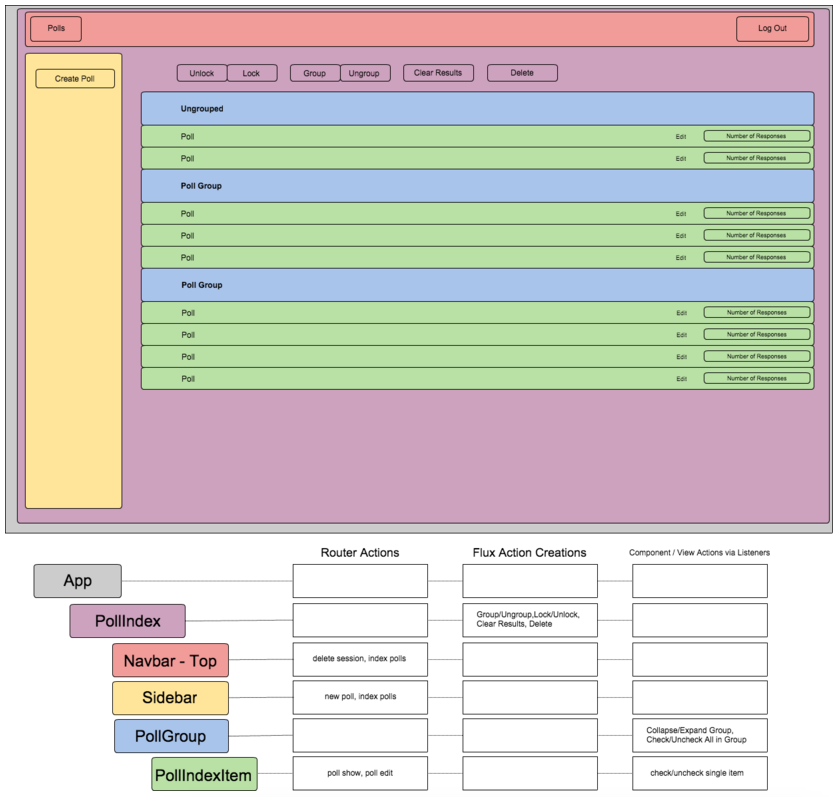 Polls
Log Out
Create Poll
Unlock
Lock
Group
Ungroup
Clear Results
Delete
Ungrouped
Poll
Edit
Number of Responses
Poll
Edit
Number of Responses
Poll Group
Poll
Edit
Number of Responses
Poll
Edit
Number of Responses
Poll
Edit
Number of Responses
Poll Group
Poll
Edit
Number of Responses
Poll
Edit
Number of Responses
Poll
Edit
Number of Responses
Poll
Edit
Number of Responses
Router Actions
Flux Action Creations
Component / View Actions via Listeners
App
PollIndex
Group/Ungroup,Lock/Unlock,
Clear Results, Delete
Navbar - Top
delete session, index polls
Sidebar
new poll, index polls
PollGroup
Collapse/Expand Group,
Check/Uncheck All in Group
PollIndexItem
poll show, poll edit
check/uncheck single item